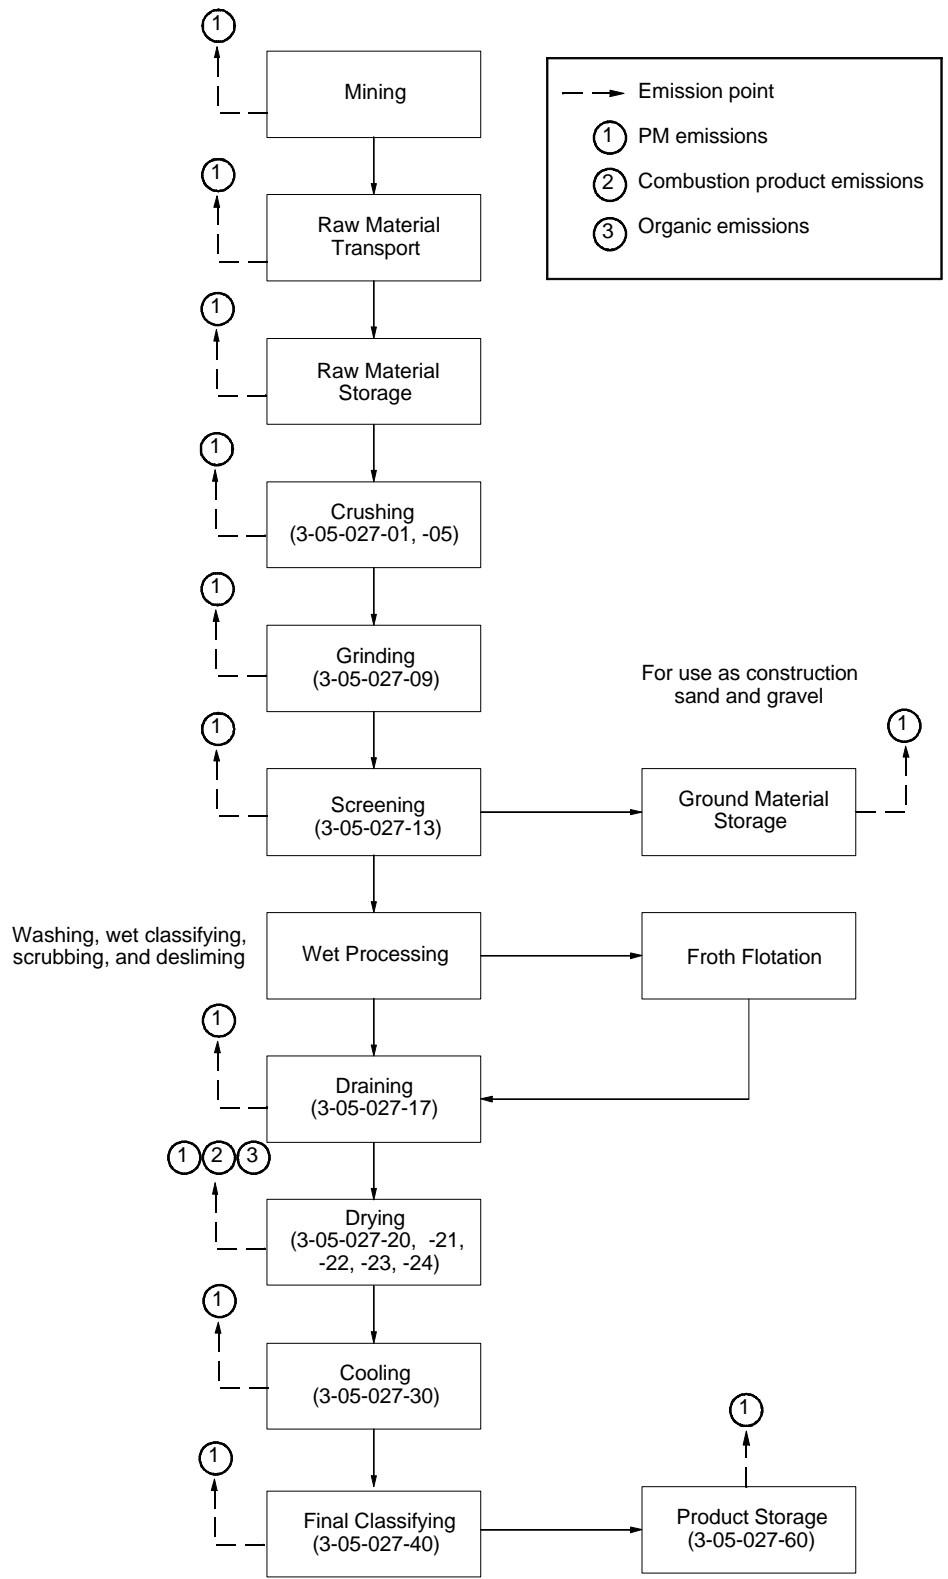 1
Mining
Emission point
1 PM emissions
2 Combustion product emissions
3 Organic emissions
1
Raw Material
Transport
1
Raw Material
Storage
1
Crushing
(3-05-027-01, -05)
1
Grinding
(3-05-027-09)
For use as construction
sand and gravel
1
1
Screening
(3-05-027-13)
Ground Material
Storage
Washing, wet classifying,
scrubbing, and desliming
Wet Processing
Froth Flotation
1
Draining
(3-05-027-17)
1 2 3
Drying
(3-05-027-20, -21,
-22, -23, -24)
1
Cooling
(3-05-027-30)
1
1
Final Classifying
(3-05-027-40)
Product Storage
(3-05-027-60)